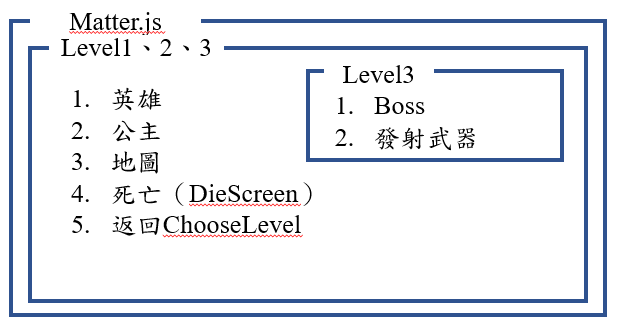 Matter.js
Level1、2、3
1. 英雄
2. 公主
3. 地圖
4. 死亡（DieScreen）
5. 返回ChooseLevel
Level3
1. Boss
2. 發射武器